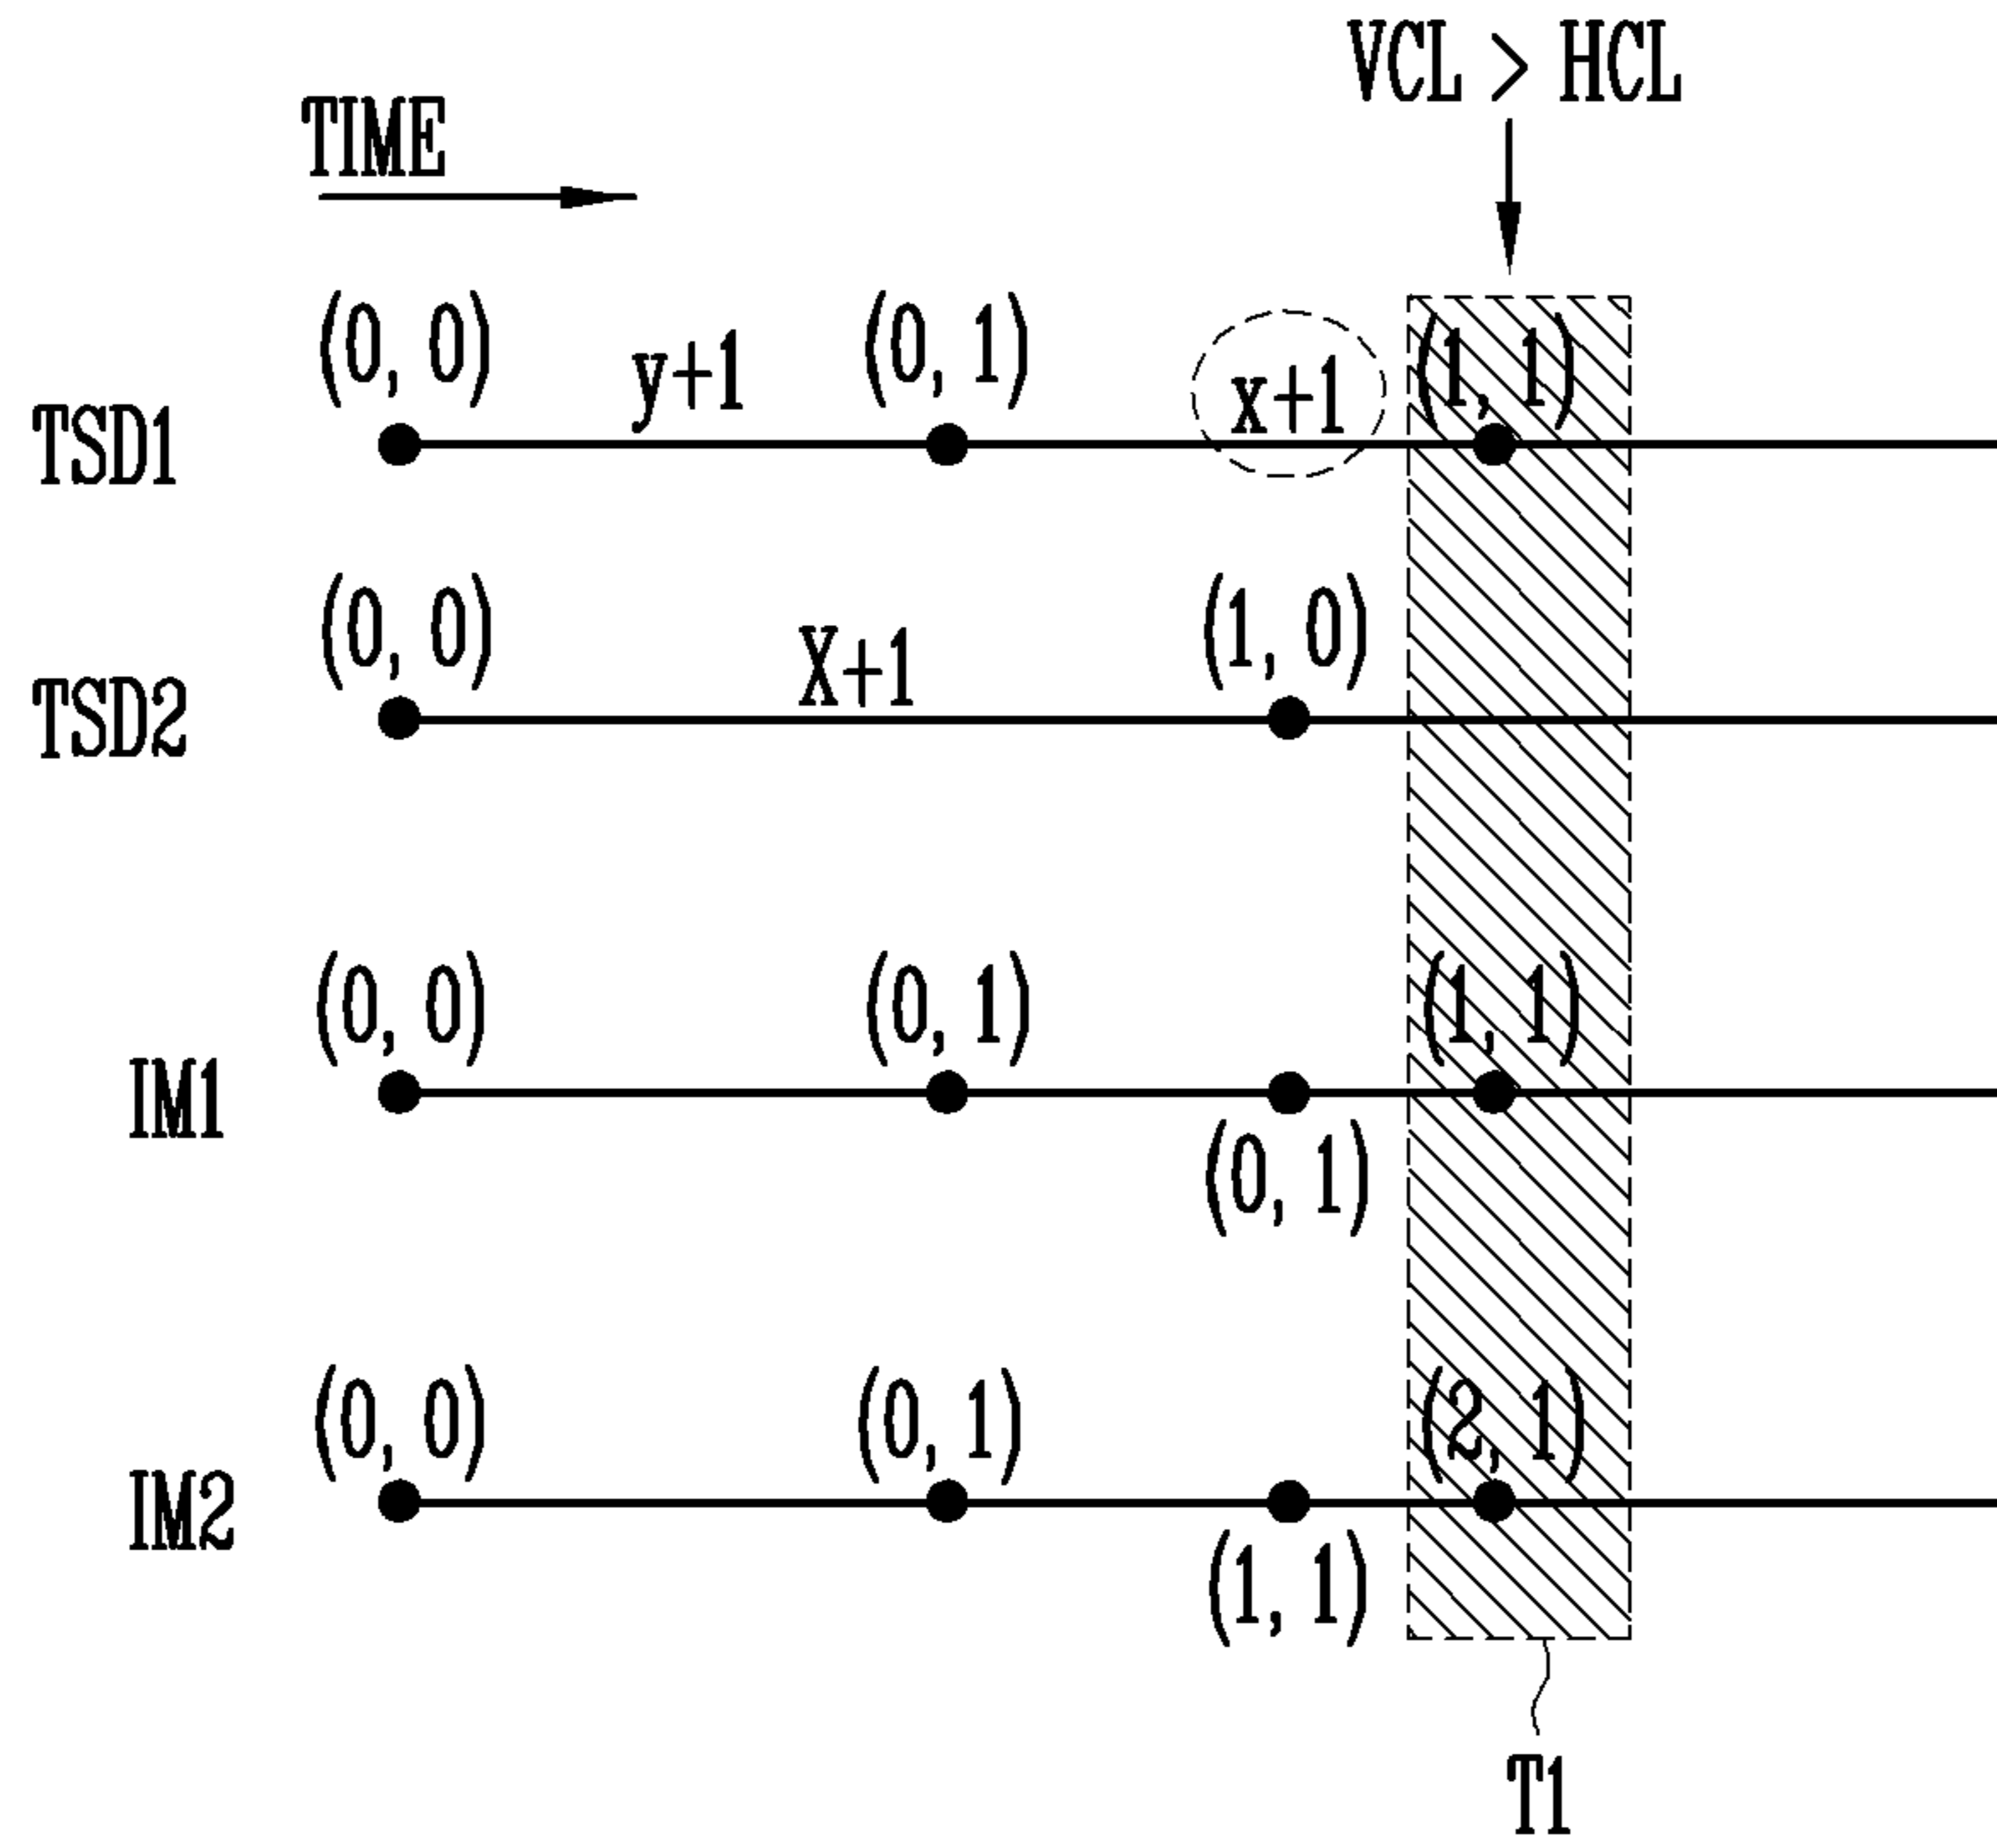 VCL > HCL
TIME
(0, 0) y+1 (0, 1) x+1 (1, 1)
TSD1
(0, 0) X+1 (1, 0)
TSD2
(0, 0) (0, 1) (1, 1)
IM1
(0, 1)
(0, 0) (0, 1) (2, 1)
IM2
(1, 1)
T1